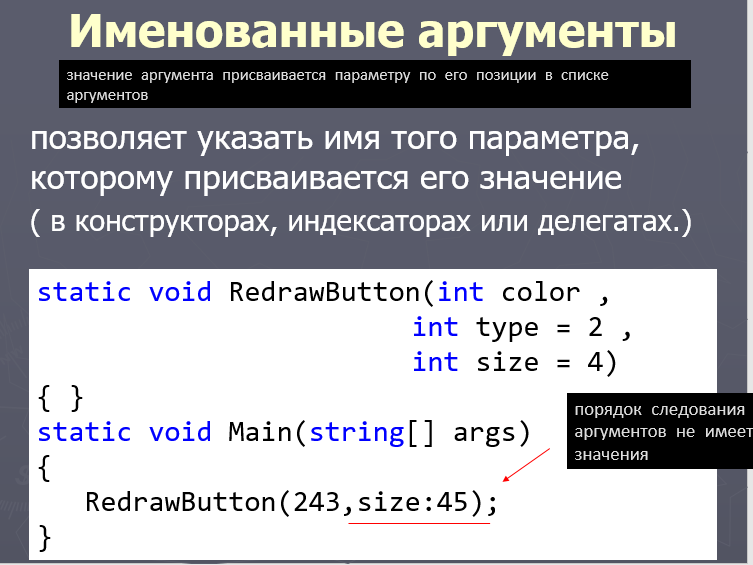 Именованные аргументы
значение аргумента присваивается параметру по его позиции в списке
аргументов
позволяет указать имя того параметра,
которому присваивается его значение
( в конструкторах, индексаторах или делегатах.)
static void RedrawButton(int color ,
int type = 2 ,
int size = 4)
{ }
static void Main(string[] args)
порядок следования
аргументов не имеет
значения
{
RedrawButton(243,size:45);
}